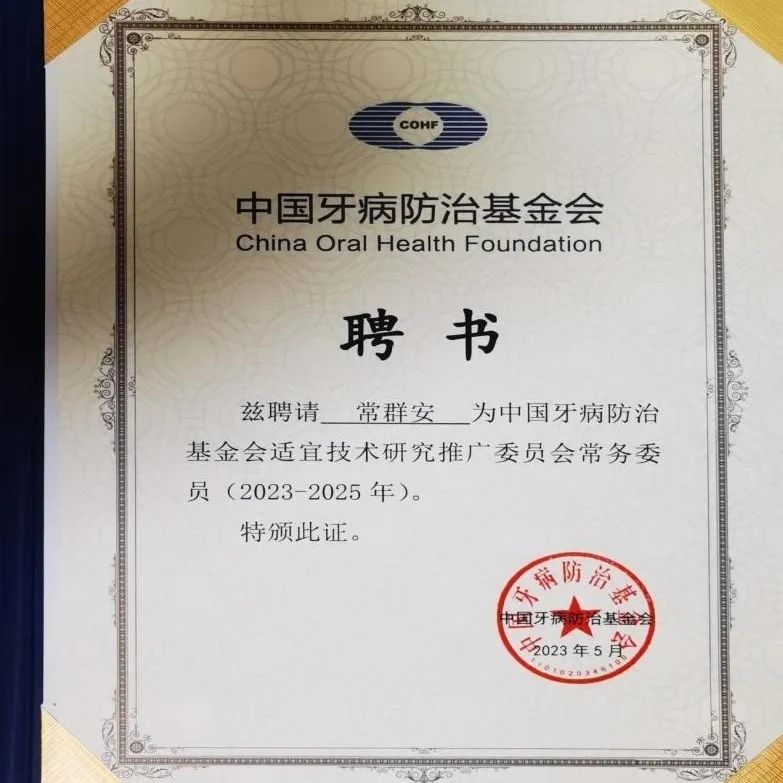 COHF
中国牙病防治基金会
China Oral Health Foundation
聘 书
兹聘请 常群安 为中国牙病防治
基金会适宜技术研究推广委员会常务委
员（2023-2025 年）。
特颁此证。
中国牙病防治基金会
中国牙病防治基金会
2023 年 5 月